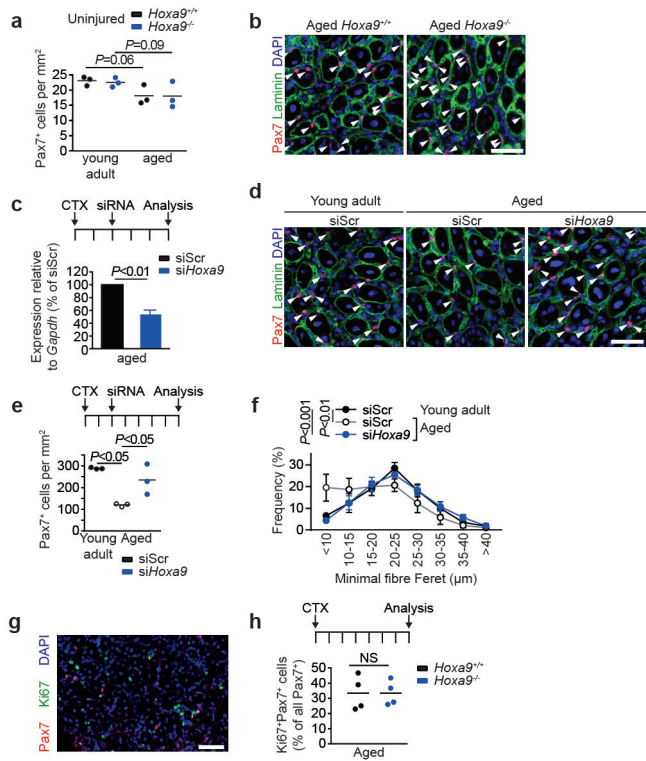 a
Uninjured
Hoxa9+/+
Hoxa9-/-
P=0.09
P=0.06
Pax7+ cells per mm2
25
20
15
10
5
0
young adult
aged
b
Aged Hoxa9+/+
Aged Hoxa9-/-
Pax7 Laminin DAPI
c
CTX siRNA Analysis
siScr
siHoxa9
P<0.01
Expression relative
to Gapdh (% of siScr)
100
80
60
40
20
0
aged
d
Young adult
Aged
siScr
siScr
siHoxa9
Pax7 Laminin DAPI
e
CTX siRNA Analysis
P<0.05
P<0.05
Pax7+ cells per mm2
300
200
100
0
Young adult
Aged
siScr
siHoxa9
f
P<0.001
P<0.01
siScr
siScr
siHoxa9
Young adult
Aged
Frequency (%)
40
30
20
10
0
<10
10-15
15-20
20-25
25-30
30-35
35-40
>40
Minimal fibre Feret (µm)
g
Pax7 Ki67 DAPI
h
CTX Analysis
NS
Hoxa9+/+
Hoxa9-/-
Ki67+Pax7+ cells
(% of all Pax7+)
50
40
30
20
10
0
Aged